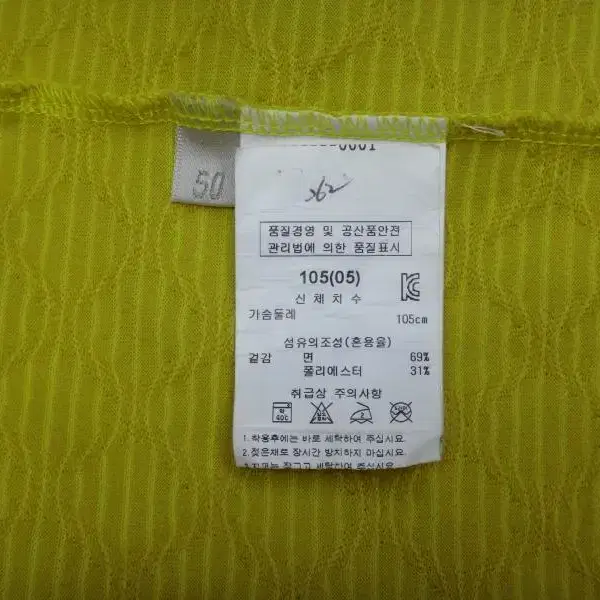 0001
50
362
품질경영 및 공산품안전
관리법에 의한 품질표시
105(05)
신 체 치 수
가슴둘레 105cm
섬유의조성(혼용율)
겉감 면 69%
폴리에스터 31%
취급상 주의사항
1.착용후에는 바로 세탁하여 주십시요.
2.젖은채로 장시간 방치하지 마십시요.